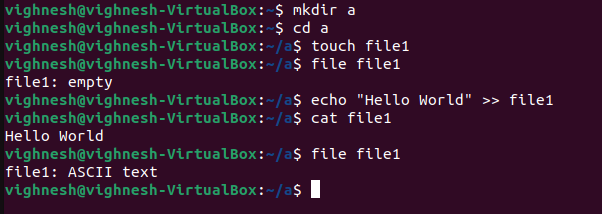 vighnesh@vighnesh-VirtualBox:~$ mkdir a
vighnesh@vighnesh-VirtualBox:~$ cd a
vighnesh@vighnesh-VirtualBox:~/a$ touch file1
vighnesh@vighnesh-VirtualBox:~/a$ file file1
file1: empty
vighnesh@vighnesh-VirtualBox:~/a$ echo "Hello World" >> file1
vighnesh@vighnesh-VirtualBox:~/a$ cat file1
Hello World
vighnesh@vighnesh-VirtualBox:~/a$ file file1
file1: ASCII text
vighnesh@vighnesh-VirtualBox:~/a$